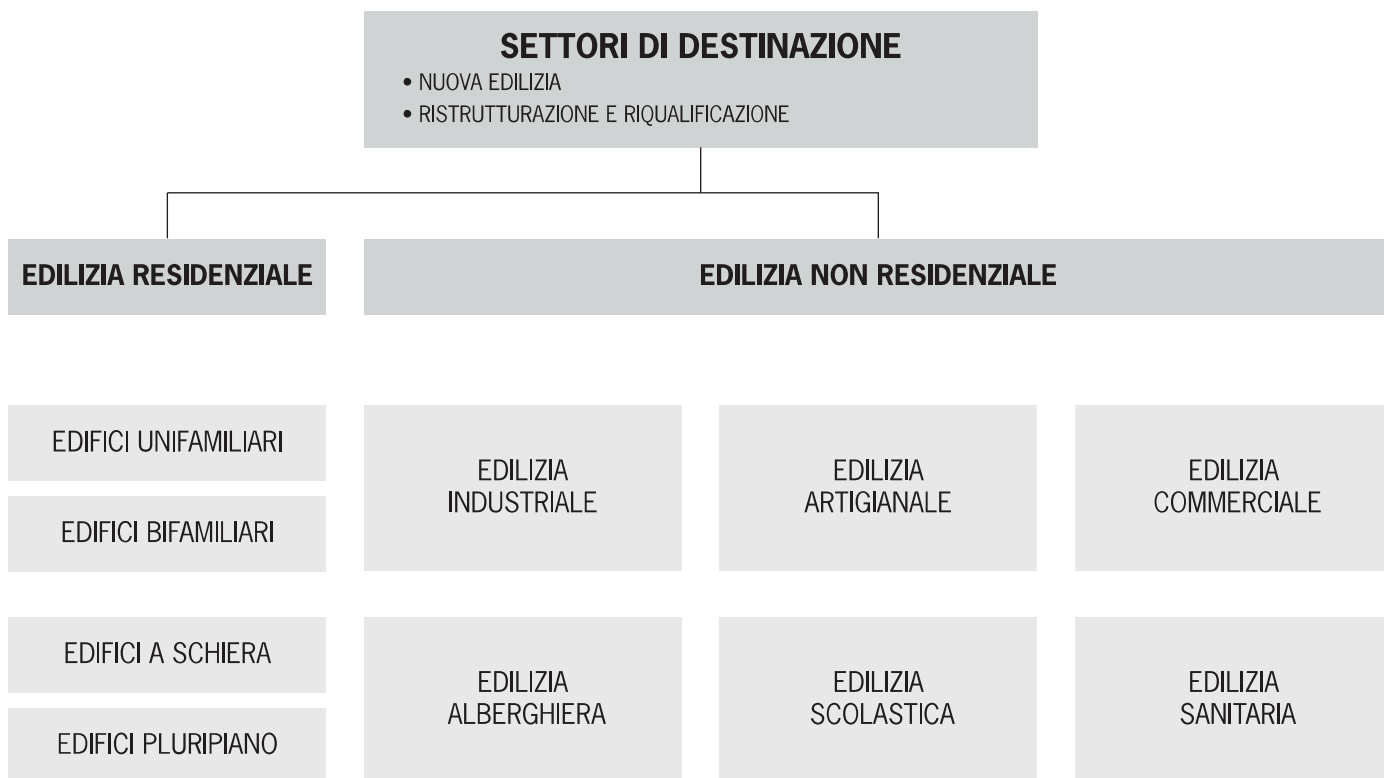 SETTORI DI DESTINAZIONE
• NUOVA EDILIZIA
• RISTRUTTURAZIONE E RIQUALIFICAZIONE
EDILIZIA RESIDENZIALE
EDILIZIA NON RESIDENZIALE
EDIFICI UNIFAMILIARI
EDIFICI BIFAMILIARI
EDIFICI A SCHIERA
EDIFICI PLURIPIANO
EDILIZIA
INDUSTRIALE
EDILIZIA
ARTIGIANALE
EDILIZIA
COMMERCIALE
EDILIZIA
ALBERGHIERA
EDILIZIA
SCOLASTICA
EDILIZIA
SANITARIA